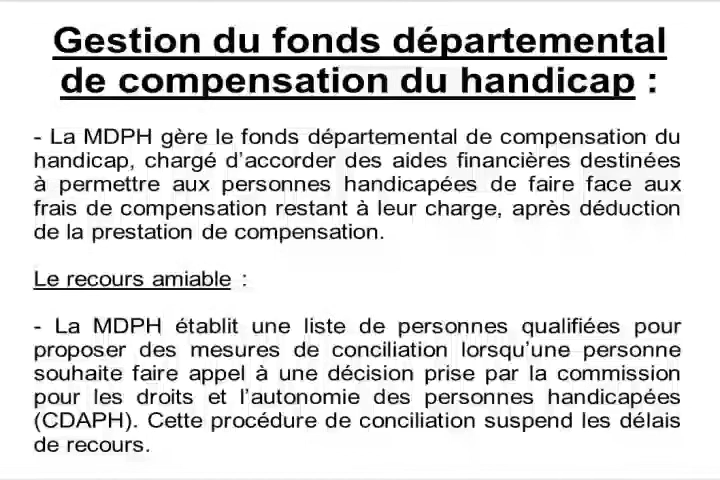 Gestion du fonds départemental
de compensation du handicap :
- La MDPH gère le fonds départemental de compensation du
handicap, chargé d’accorder des aides financières destinées
à permettre aux personnes handicapées de faire face aux
frais de compensation restant à leur charge, après déduction
de la prestation de compensation.
Le recours amiable :
- La MDPH établit une liste de personnes qualifiées pour
proposer des mesures de conciliation lorsqu’une personne
souhaite faire appel à une décision prise par la commission
pour les droits et l’autonomie des personnes handicapées
(CDAPH). Cette procédure de conciliation suspend les délais
de recours.